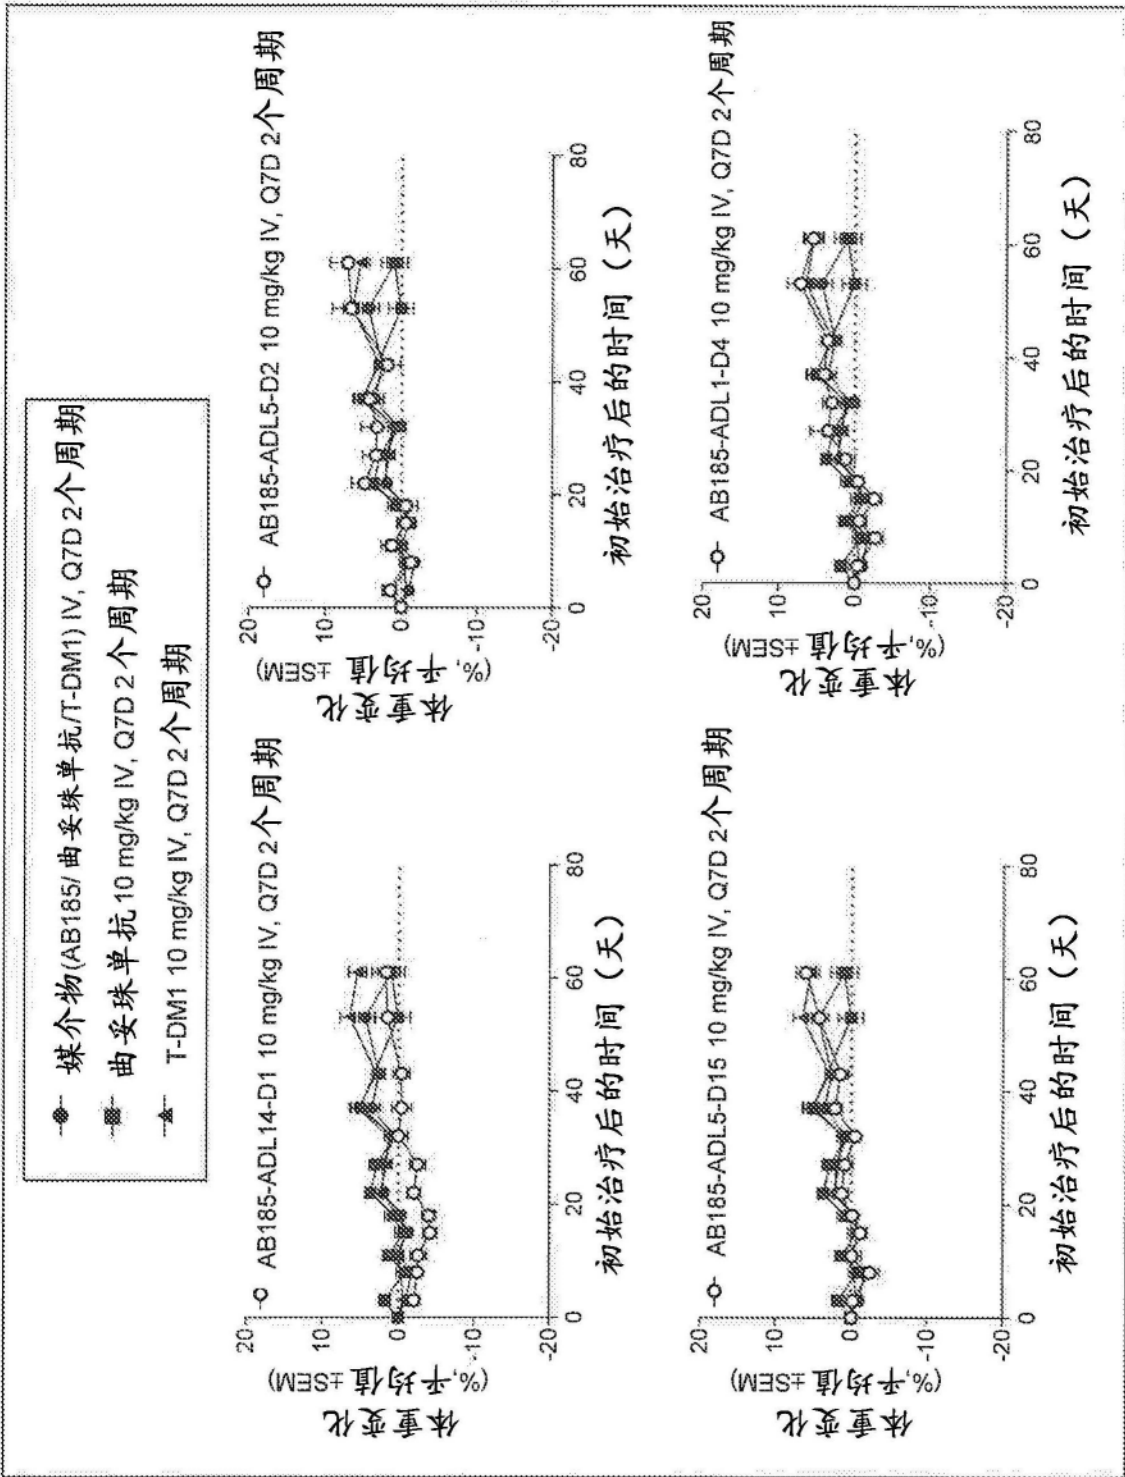 媒介物(AB185/曲妥珠单抗/T-DM1) IV, Q7D 2个周期
曲妥珠单抗 10 mg/kg IV, Q7D 2个周期
T-DM1 10 mg/kg IV, Q7D 2个周期
AB185-ADL14-D1 10 mg/kg IV, Q7D 2个周期
体重变化
(%,平均值 ±SEM)
20
10
0
-10
-20
0
20
40
60
80
初始治疗后的时间（天）
AB185-ADL5-D2 10 mg/kg IV, Q7D 2个周期
体重变化
(%,平均值 ±SEM)
20
10
0
-10
-20
0
20
40
60
80
初始治疗后的时间（天）
AB185-ADL5-D15 10 mg/kg IV, Q7D 2个周期
体重变化
(%,平均值 ±SEM)
20
10
0
-10
-20
0
20
40
60
80
初始治疗后的时间（天）
AB185-ADL1-D4 10 mg/kg IV, Q7D 2个周期
体重变化
(%,平均值 ±SEM)
20
10
0
-10
-20
0
20
40
60
80
初始治疗后的时间（天）